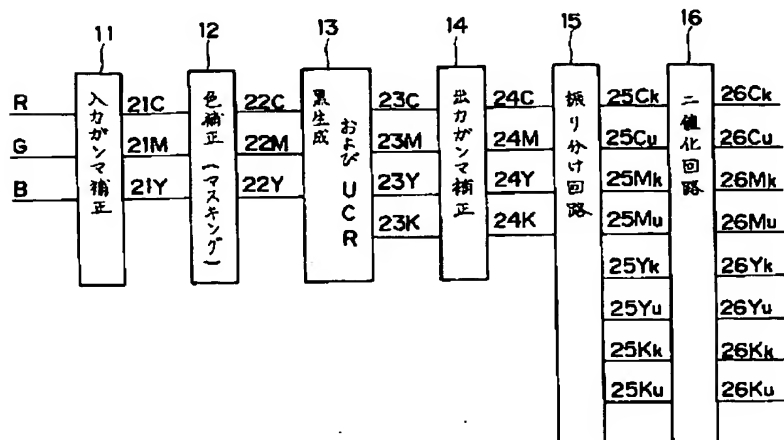 11
12
13
14
15
16
R
G
B
入力ガンマ補正
21C
21M
21Y
色補正(マスキング)
22C
22M
22Y
黒生成
および UCR
23C
23M
23Y
23K
出力ガンマ補正
24C
24M
24Y
24K
振り分け回路
25Ck
25Cu
25Mk
25Mu
25Yk
25Yu
25Kk
25Ku
二値化回路
26Ck
26Cu
26Mk
26Mu
26Yk
26Yu
26Kk
26Ku